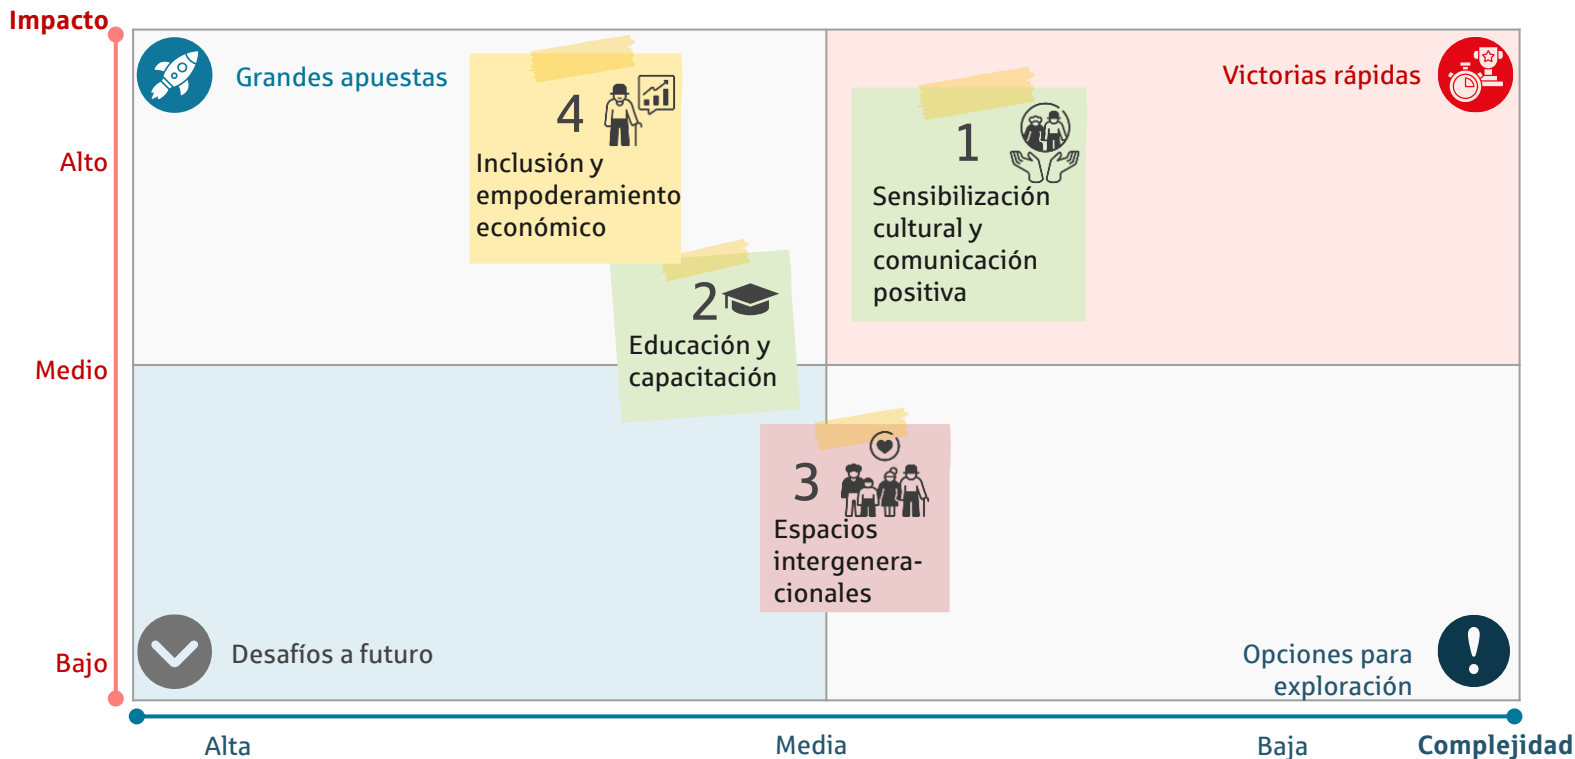 Impacto
Grandes apuestas
Victorias rápidas
Alto
4
Inclusión y
empoderamiento
económico
1
Sensibilización
cultural y
comunicación
positiva
2
Educación y
capacitación
Medio
3
Espacios
intergenera-
cionales
Bajo
Desafíos a futuro
Opciones para
exploración
Alta
Media
Baja
Complejidad